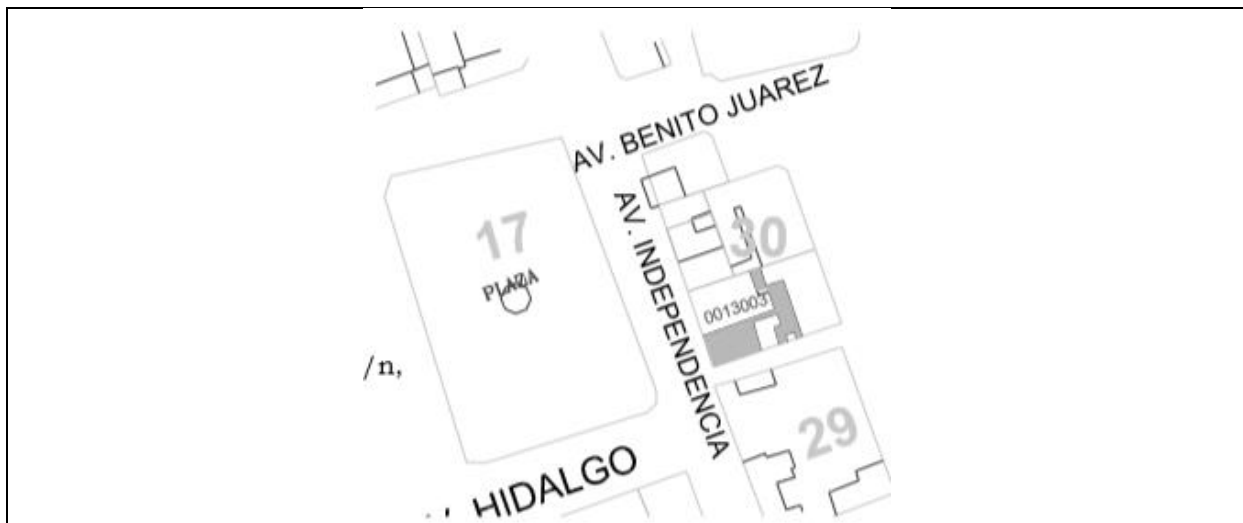 AV. BENITO JUAREZ
17
PLAZA
AV. INDEPENDENCIA
30
0013003
/n,
29
HIDALGO